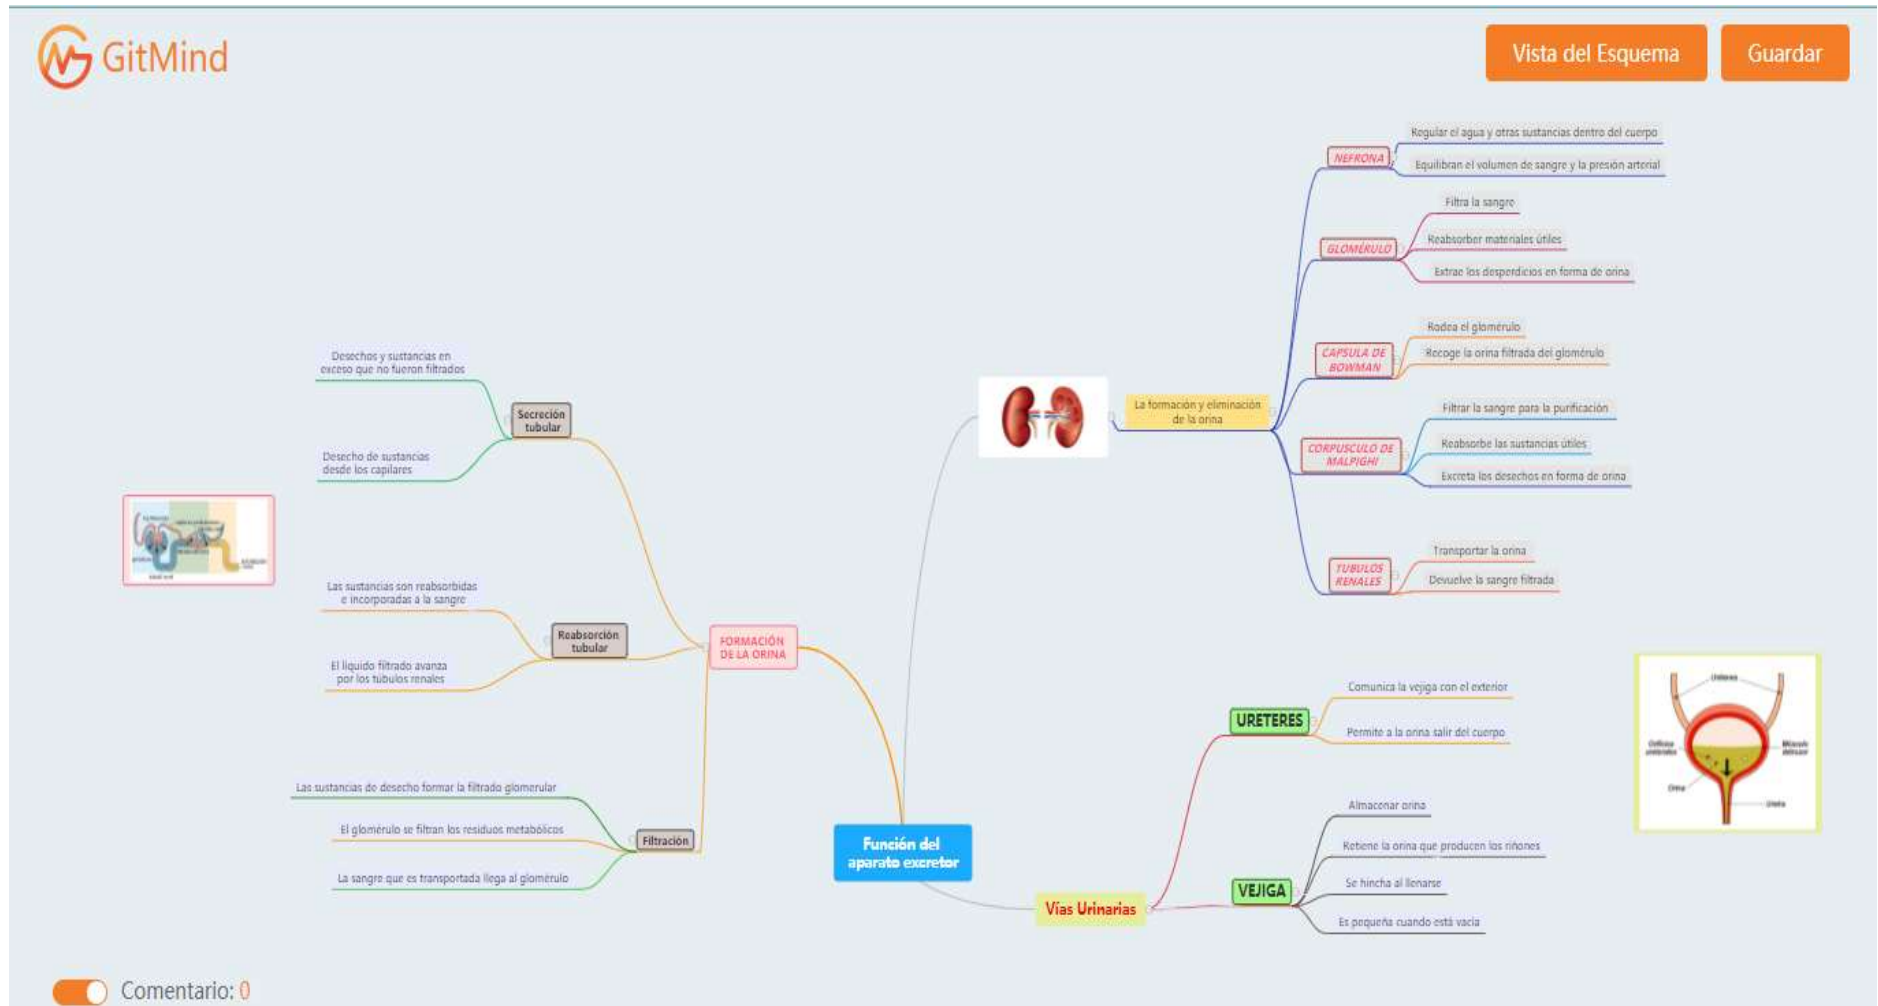 GitMind
Vista del Esquema
Guardar
Regular el agua y otras sustancias dentro del cuerpo
NEFRONA
Equilibran el volumen de sangre y la presión arterial
Filtra la sangre
GLOMÉRULO
Reabsorber materiales útiles
Extrae los desperdicios en forma de orina
Rodea el glomérulo
CAPSULA DE
BOWMAN
Recoge la orina filtrada del glomérulo
La formación y eliminación
de la orina
Filtrar la sangre para la purificación
CORPUSCULO DE
MALPIGHI
Reabsorbe las sustancias útiles
Excreta los desechos en forma de orina
Transportar la orina
TUBULOS
RENALES
Devuelve la sangre filtrada
Desechos y sustancias en
exceso que no fueron filtrados
Secreción
tubular
Desecho de sustancias
desde los capilares
Las sustancias son reabsorbidas
e incorporadas a la sangre
Reabsorción
tubular
El líquido filtrado avanza
por los túbulos renales
FORMACIÓN
DE LA ORINA
Las sustancias de desecho formar la filtrado glomerular
El glomérulo se filtran los residuos metabólicos
Filtración
La sangre que es transportada llega al glomérulo
Función del
aparato excretor
Vías Urinarias
Comunica la vejiga con el exterior
URETERES
Permite a la orina salir del cuerpo
Almacenar orina
Retiene la orina que producen los riñones
VEJIGA
Se hincha al llenarse
Es pequeña cuando está vacía
Uréteres
Orificios
ureterales
Músculo
detrusor
Orina
Uretra
Comentario: 0